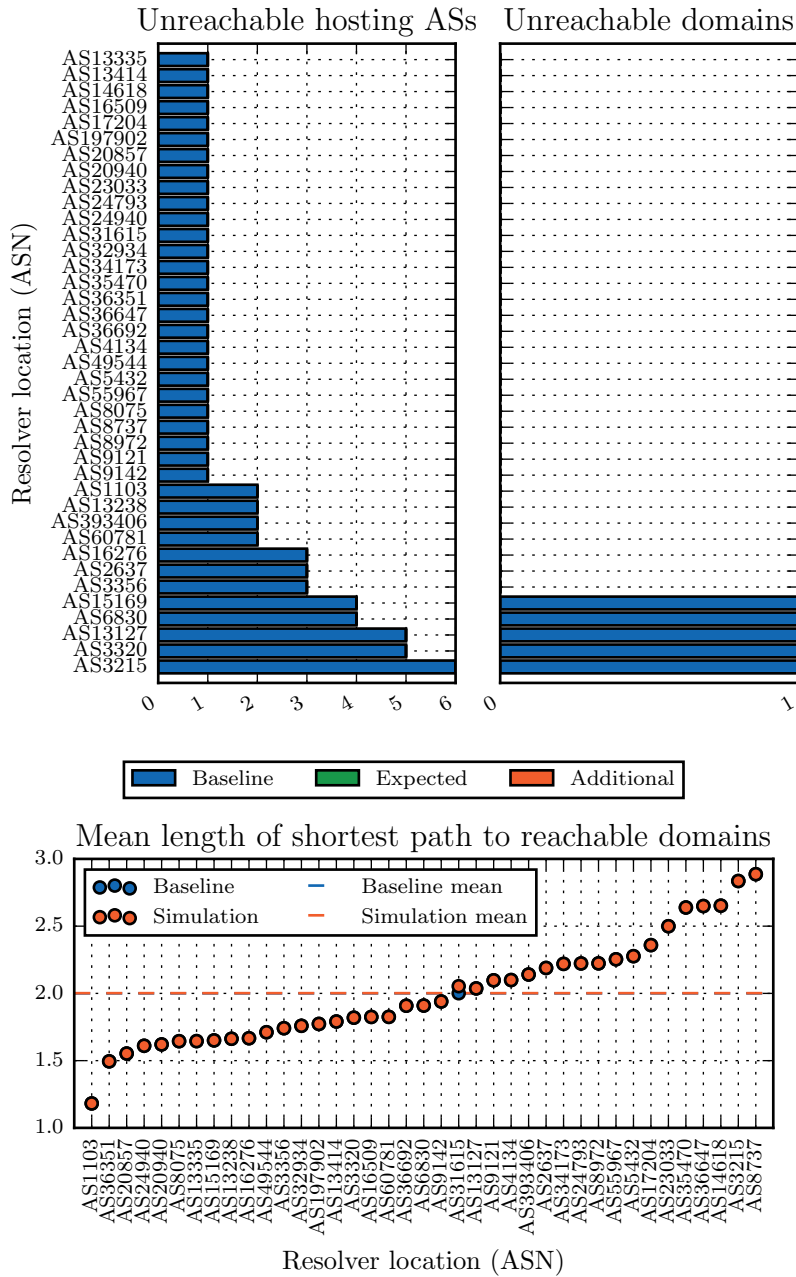 Unreachable hosting ASs
Unreachable domains
Resolver location (ASN)
AS13335
AS13414
AS14618
AS16509
AS17204
AS197902
AS20857
AS20940
AS23033
AS24793
AS24940
AS31615
AS32934
AS34173
AS35470
AS36351
AS36647
AS36692
AS4134
AS49544
AS5432
AS55967
AS8075
AS8737
AS8972
AS9121
AS9142
AS1103
AS13238
AS393406
AS60781
AS16276
AS2637
AS3356
AS15169
AS6830
AS13127
AS3320
AS3215
0 1 2 3 4 5 6
0 1
Baseline Expected Additional
Mean length of shortest path to reachable domains
3.0
2.5
2.0
1.5
1.0
Baseline Baseline mean
Simulation Simulation mean
AS1103
AS36351
AS20857
AS24940
AS20940
AS8075
AS13335
AS15169
AS13238
AS16276
AS49544
AS3356
AS32934
AS197902
AS13414
AS3320
AS16509
AS60781
AS36692
AS6830
AS9142
AS31615
AS13127
AS9121
AS4134
AS393406
AS2637
AS34173
AS24793
AS8972
AS55967
AS5432
AS17204
AS23033
AS35470
AS36647
AS14618
AS3215
AS8737
Resolver location (ASN)